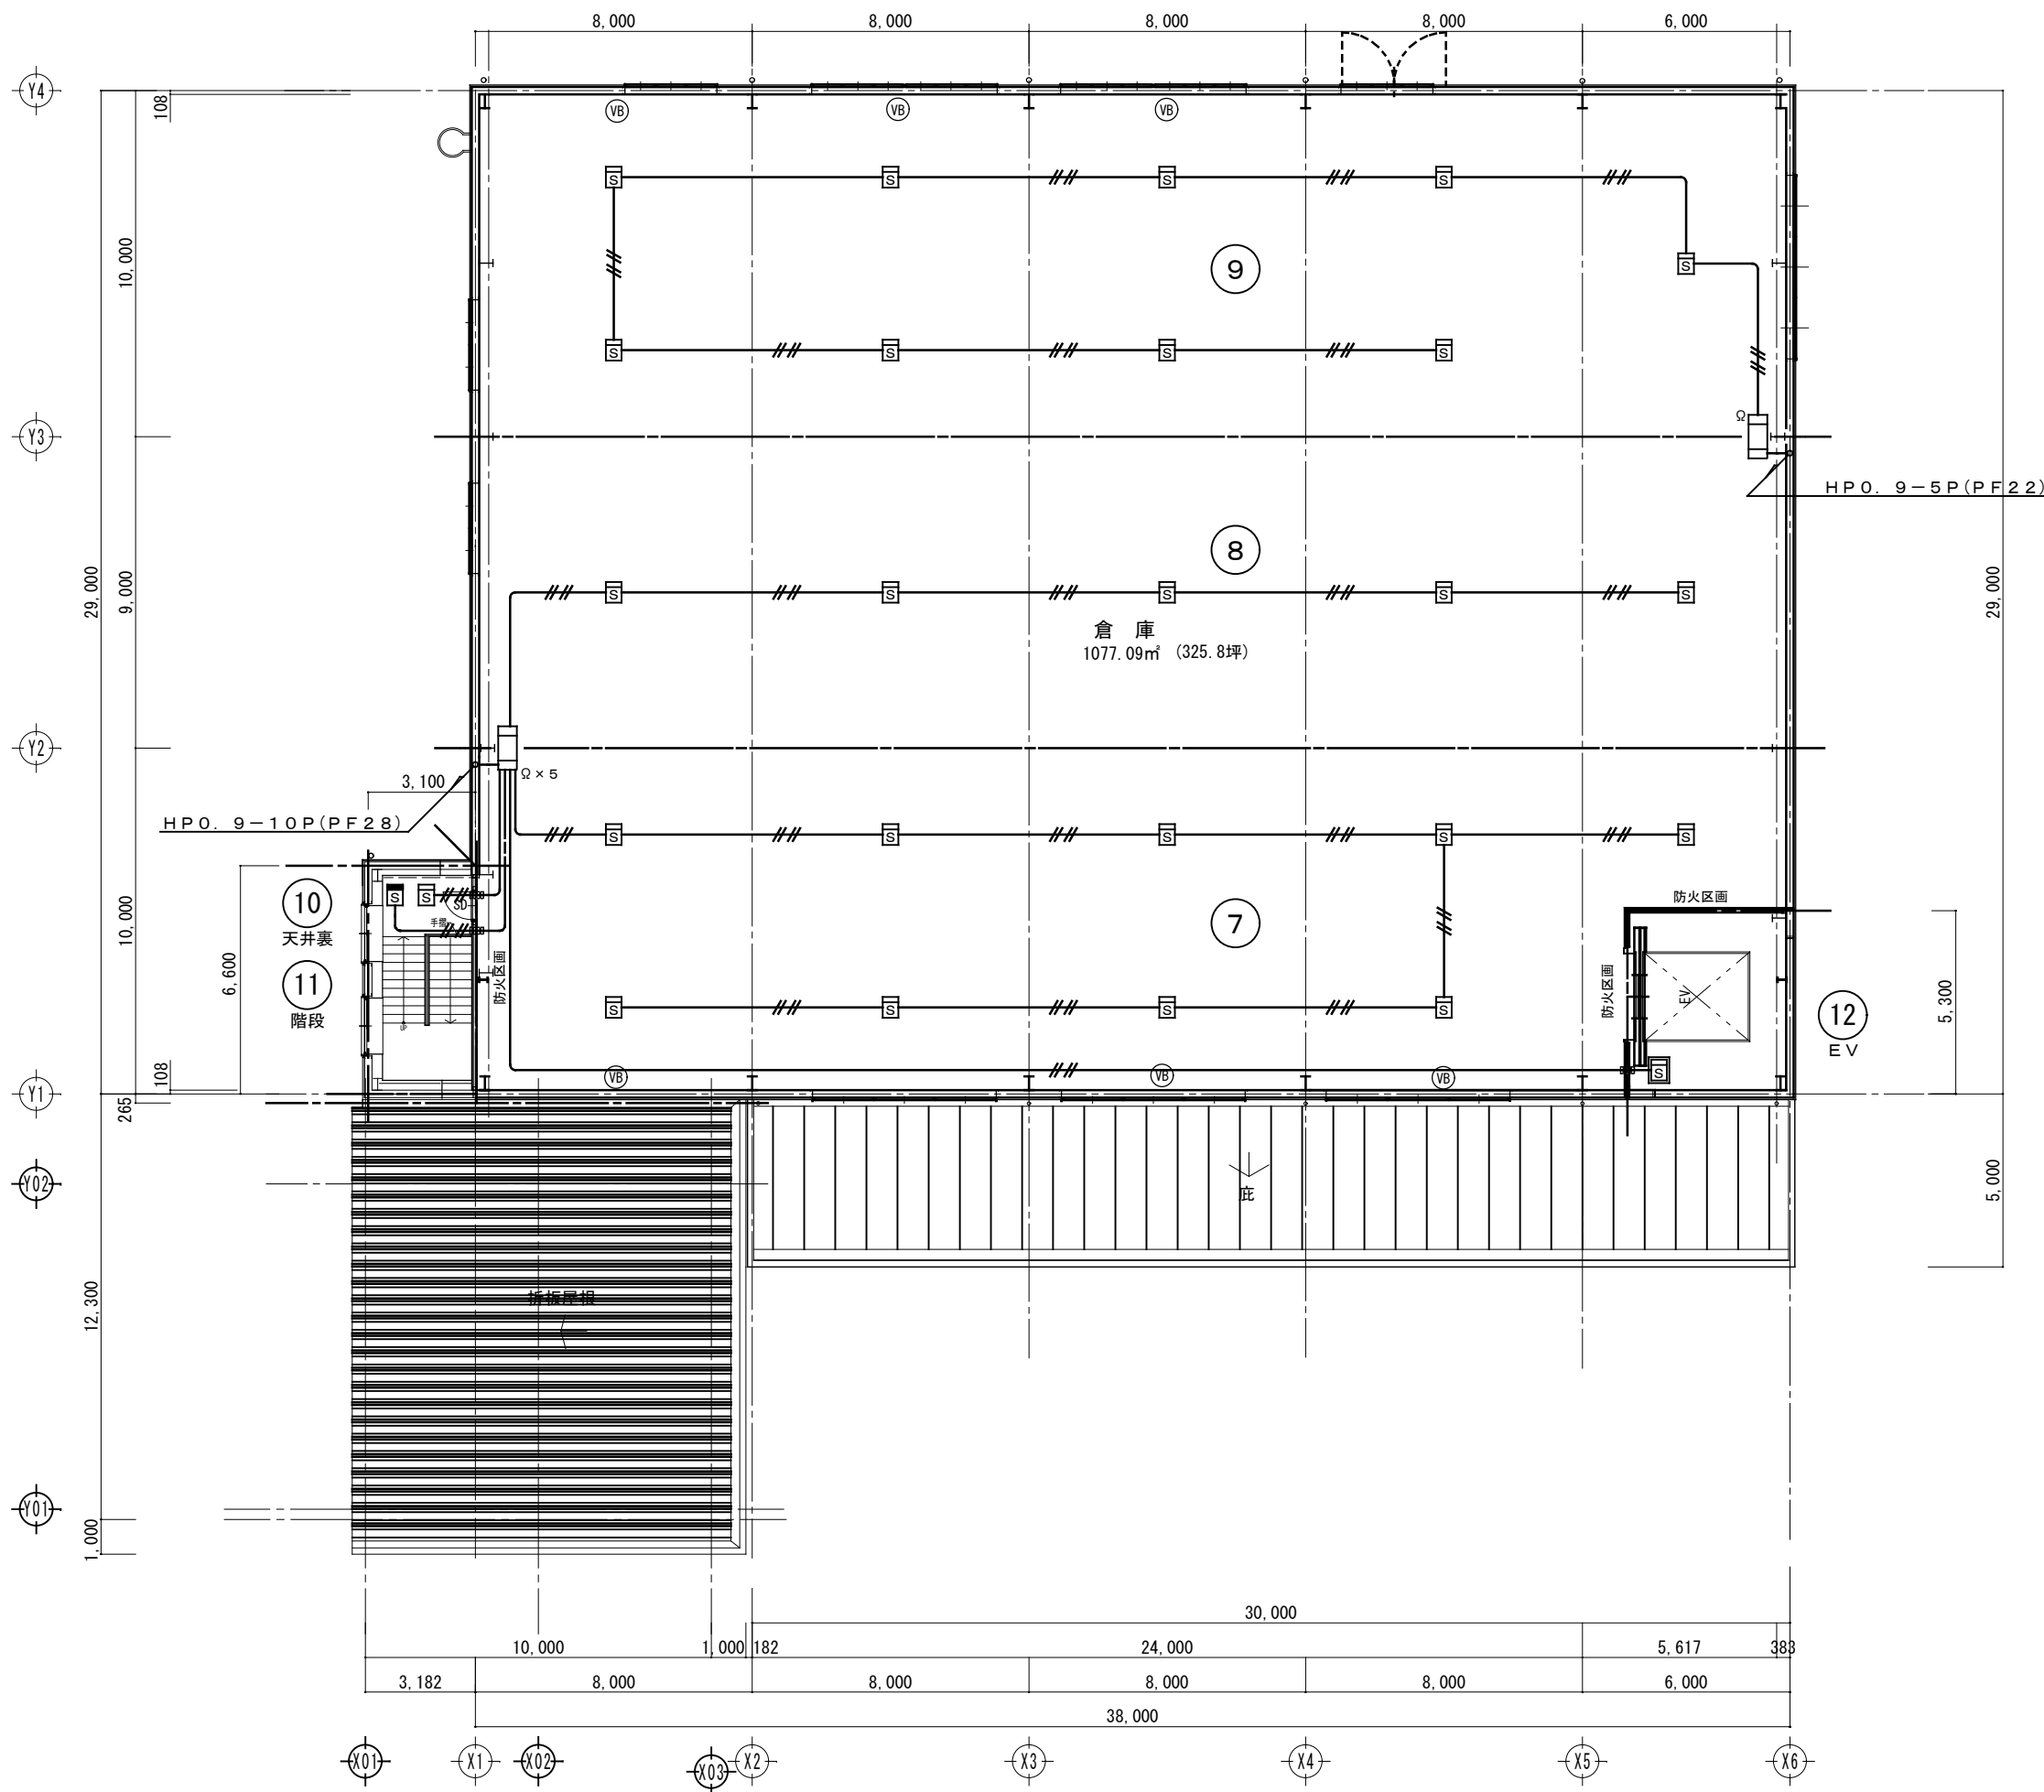 8,000
8,000
8,000
8,000
6,000
Y4
108
VB
VB
VB
S
S
S
S
10,000
9
S
S
S
S
S
Y3
Ω
HP0.9-5P(PF22)
8
29,000
9,000
29,000
S
S
S
S
S
倉 庫
1077.09㎡ (325.8坪)
Y2
Ω×5
3,100
HP0.9-10P(PF28)
S
S
S
S
S
10
天井裏
S
S
SD
手摺
防火区画
10,000
6,600
7
11
階段
防火区画
防火区画
EV
5,300
12
EV
S
S
S
S
UP
108
VB
VB
VB
S
Y1
265
Y02
庇
5,000
12,300
折板屋根
Y01
1,000
30,000
10,000
1,000
182
24,000
5,617
383
3,182
8,000
8,000
8,000
8,000
6,000
38,000
X01
X1
X02
X03
X2
X3
X4
X5
X6